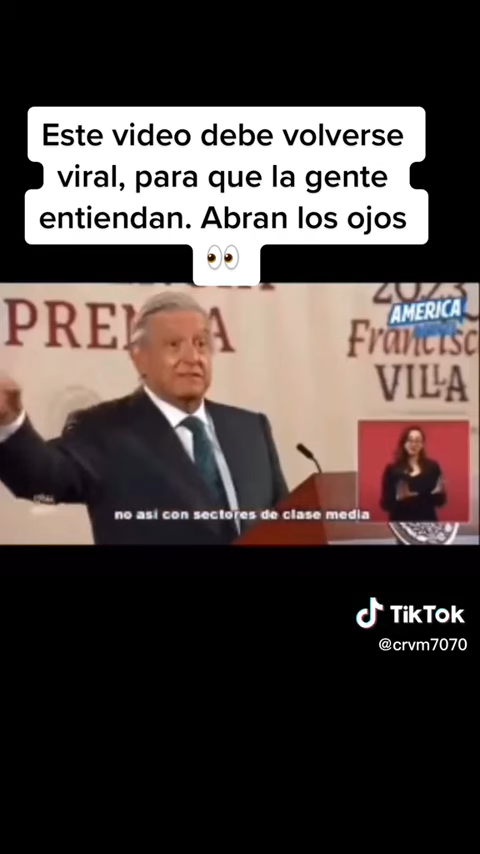 Este video debe volverse
viral, para que la gente
entiendan. Abran los ojos
👀
PRENSA
2023
AMERICA
Francisc
VILLA
no así con sectores de clase media
TikTok
@crvm7070